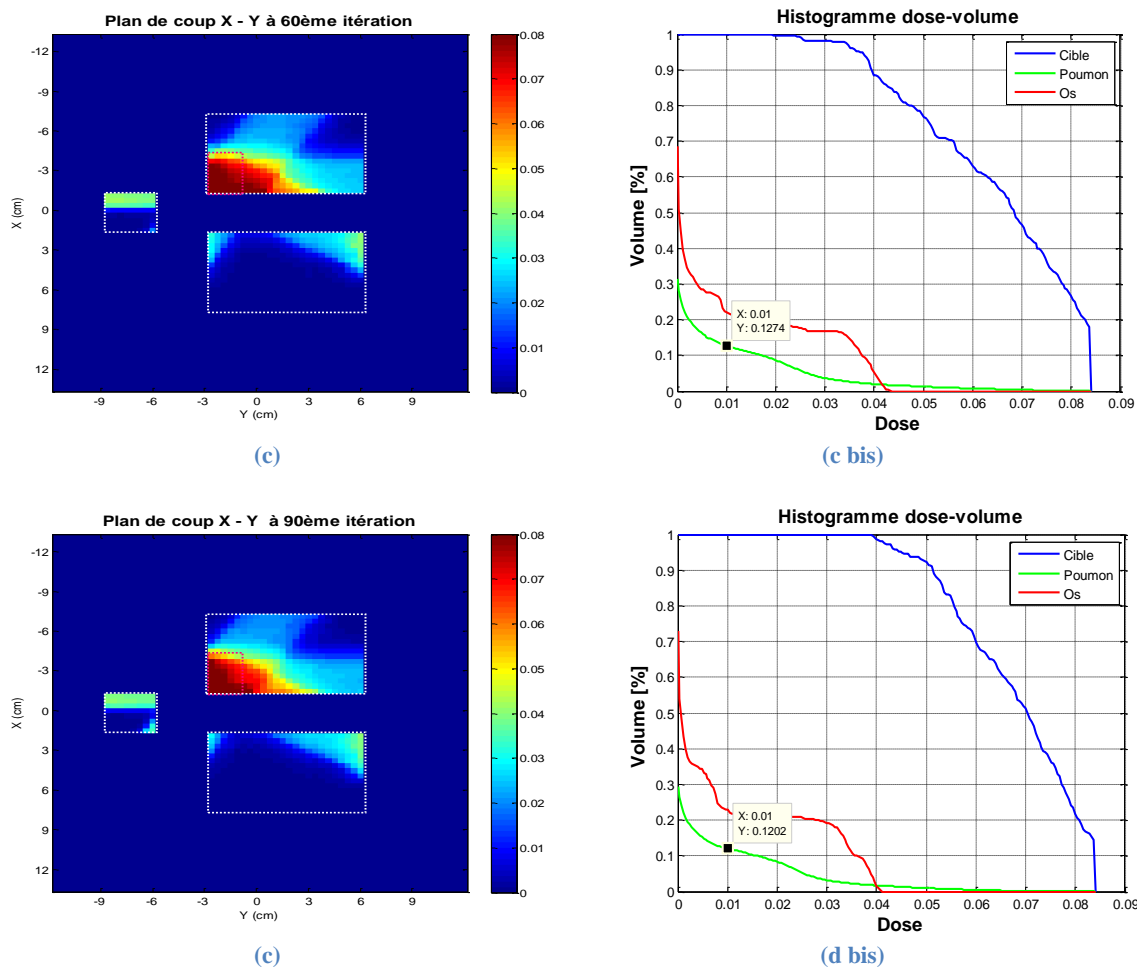 Plan de coup X - Y à 60ème itération
-12
-9
-6
-3
0
3
6
9
12
X (cm)
-9 -6 -3 0 3 6 9
Y (cm)
0.08
0.07
0.06
0.05
0.04
0.03
0.02
0.01
0
(c)
Histogramme dose-volume
1
0.9
0.8
0.7
0.6
0.5
0.4
0.3
0.2
0.1
0
Volume [%]
Cible
Poumon
Os
X: 0.01
Y: 0.1274
0 0.01 0.02 0.03 0.04 0.05 0.06 0.07 0.08 0.09
Dose
(c bis)
Plan de coup X - Y à 90ème itération
-12
-9
-6
-3
0
3
6
9
12
X (cm)
-9 -6 -3 0 3 6 9
Y (cm)
0.08
0.07
0.06
0.05
0.04
0.03
0.02
0.01
0
(c)
Histogramme dose-volume
1
0.9
0.8
0.7
0.6
0.5
0.4
0.3
0.2
0.1
0
Volume [%]
Cible
Poumon
Os
X: 0.01
Y: 0.1202
0 0.01 0.02 0.03 0.04 0.05 0.06 0.07 0.08 0.09
Dose
(d bis)